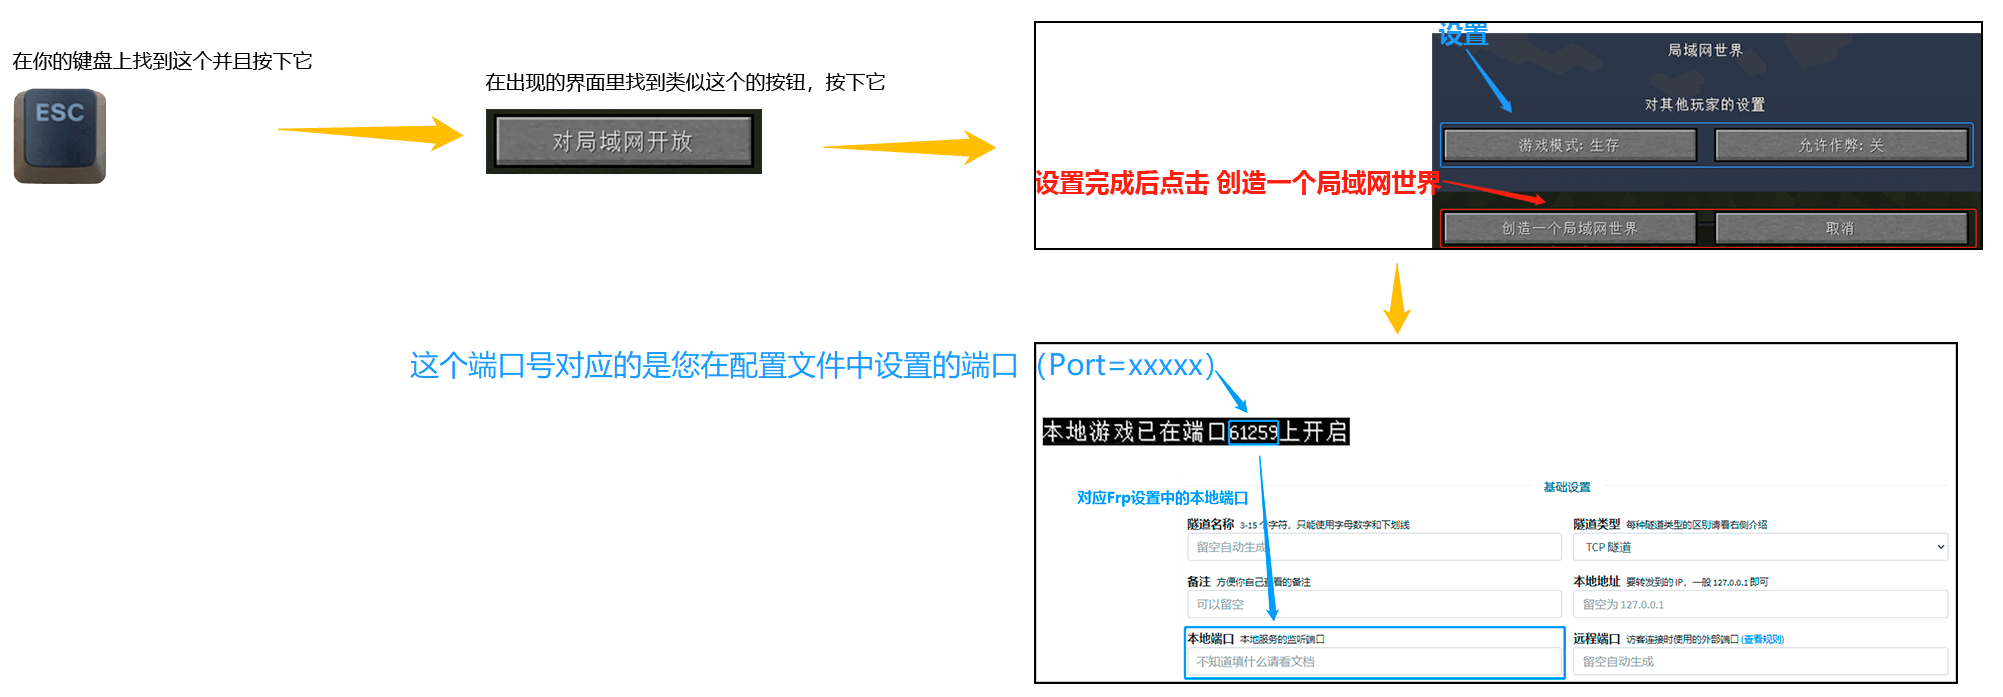 在你的键盘上找到这个并且按下它
ESC
在出现的界面里找到类似这个的按钮，按下它
对局域网开放
设置
局域网世界
对其他玩家的设置
游戏模式: 生存
允许作弊: 关
设置完成后点击 创造一个局域网世界
创造一个局域网世界
取消
这个端口号对应的是您在配置文件中设置的端口（Port=xxxxx）
本地游戏已在端口61259上开启
对应Frp设置中的本地端口
基础设置
隧道名称 3-15 个字符，只能使用字母数字和下划线
留空自动生成
隧道类型 每种隧道类型的区别请看右侧介绍
TCP 隧道
备注 方便你自己查看的备注
可以留空
本地地址 要转发到的 IP，一般 127.0.0.1 即可
留空为 127.0.0.1
本地端口 本地服务的监听端口
不知道填什么请看文档
远程端口 访客连接时使用的外部端口 (查看规则)
留空自动生成